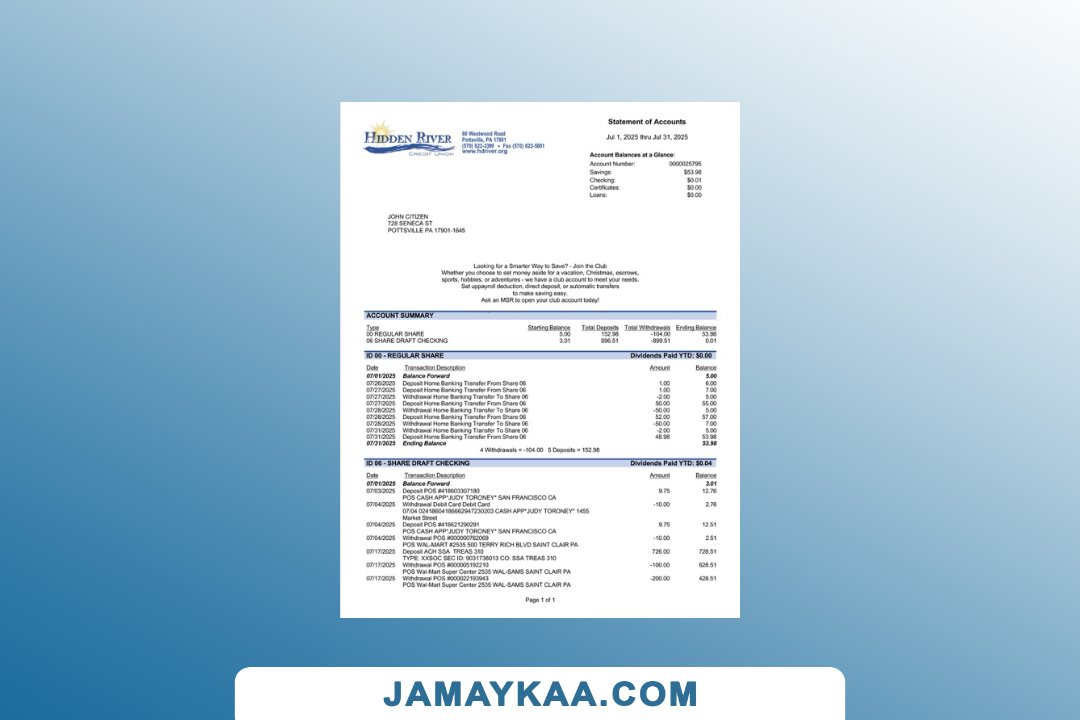 HIDDEN RIVER
CREDIT UNION
60 Westwood Road
Pottsville, PA 17901
(570) 622-3399 • Fax (570) 622-5801
www.hdriver.org
Statement of Accounts
Jul 1, 2025 thru Jul 31, 2025
Account Balances at a Glance:
Account Number: 0000025795
Savings: $53.98
Checking: $0.01
Certificates: $0.00
Loans: $0.00
JOHN CITIZEN
728 SENECA ST
POTTSVILLE PA 17901-1645
Looking for a Smarter Way to Save? - Join the Club
Whether you choose to set money aside for a vacation, Christmas, escrows,
sports, hobbies, or adventures - we have a club account to meet your needs.
Set uppayroll deduction, direct deposit, or automatic transfers
to make saving easy.
Ask an MSR to open your club account today!
ACCOUNT SUMMARY
Type Starting Balance Total Deposits Total Withdrawals Ending Balance
00 REGULAR SHARE 5.00 152.98 -104.00 53.98
06 SHARE DRAFT CHECKING 3.01 896.51 -899.51 0.01
ID 00 - REGULAR SHARE Dividends Paid YTD: $0.00
Date Transaction Description Amount Balance
07/01/2025 Balance Forward 5.00
07/26/2025 Deposit Home Banking Transfer From Share 06 1.00 6.00
07/27/2025 Deposit Home Banking Transfer From Share 06 1.00 7.00
07/27/2025 Withdrawal Home Banking Transfer To Share 06 -2.00 5.00
07/27/2025 Deposit Home Banking Transfer From Share 06 50.00 55.00
07/28/2025 Withdrawal Home Banking Transfer To Share 06 -50.00 5.00
07/28/2025 Deposit Home Banking Transfer From Share 06 52.00 57.00
07/28/2025 Withdrawal Home Banking Transfer To Share 06 -50.00 7.00
07/31/2025 Withdrawal Home Banking Transfer To Share 06 -2.00 5.00
07/31/2025 Deposit Home Banking Transfer From Share 06 48.98 53.98
07/31/2025 Ending Balance 53.98
4 Withdrawals = -104.00 5 Deposits = 152.98
ID 06 - SHARE DRAFT CHECKING Dividends Paid YTD: $0.04
Date Transaction Description Amount Balance
07/01/2025 Balance Forward 3.01
07/03/2025 Deposit POS #418603307180 9.75 12.76
POS CASH APP*JUDY TORONEY* SAN FRANCISCO CA
07/04/2025 Withdrawal Debit Card Debit Card -10.00 2.76
07/04 02418604186662947230203 CASH APP*JUDY TORONEY* 1455
Market Street
07/04/2025 Deposit POS #418621290291 9.75 12.51
POS CASH APP*JUDY TORONEY* SAN FRANCISCO CA
07/04/2025 Withdrawal POS #000000782009 -10.00 2.51
POS WAL-MART #2535 500 TERRY RICH BLVD SAINT CLAIR PA
07/17/2025 Deposit ACH SSA TREAS 310 726.00 728.51
TYPE: XXSOC SEC ID: 9031736013 CO: SSA TREAS 310
07/17/2025 Withdrawal POS #000005192210 -100.00 628.51
POS Wal-Mart Super Center 2535 WAL-SAMS SAINT CLAIR PA
07/17/2025 Withdrawal POS #000022193943 -200.00 428.51
POS Wal-Mart Super Center 2535 WAL-SAMS SAINT CLAIR PA
Page 1 of 1
JAMAYKAA.COM